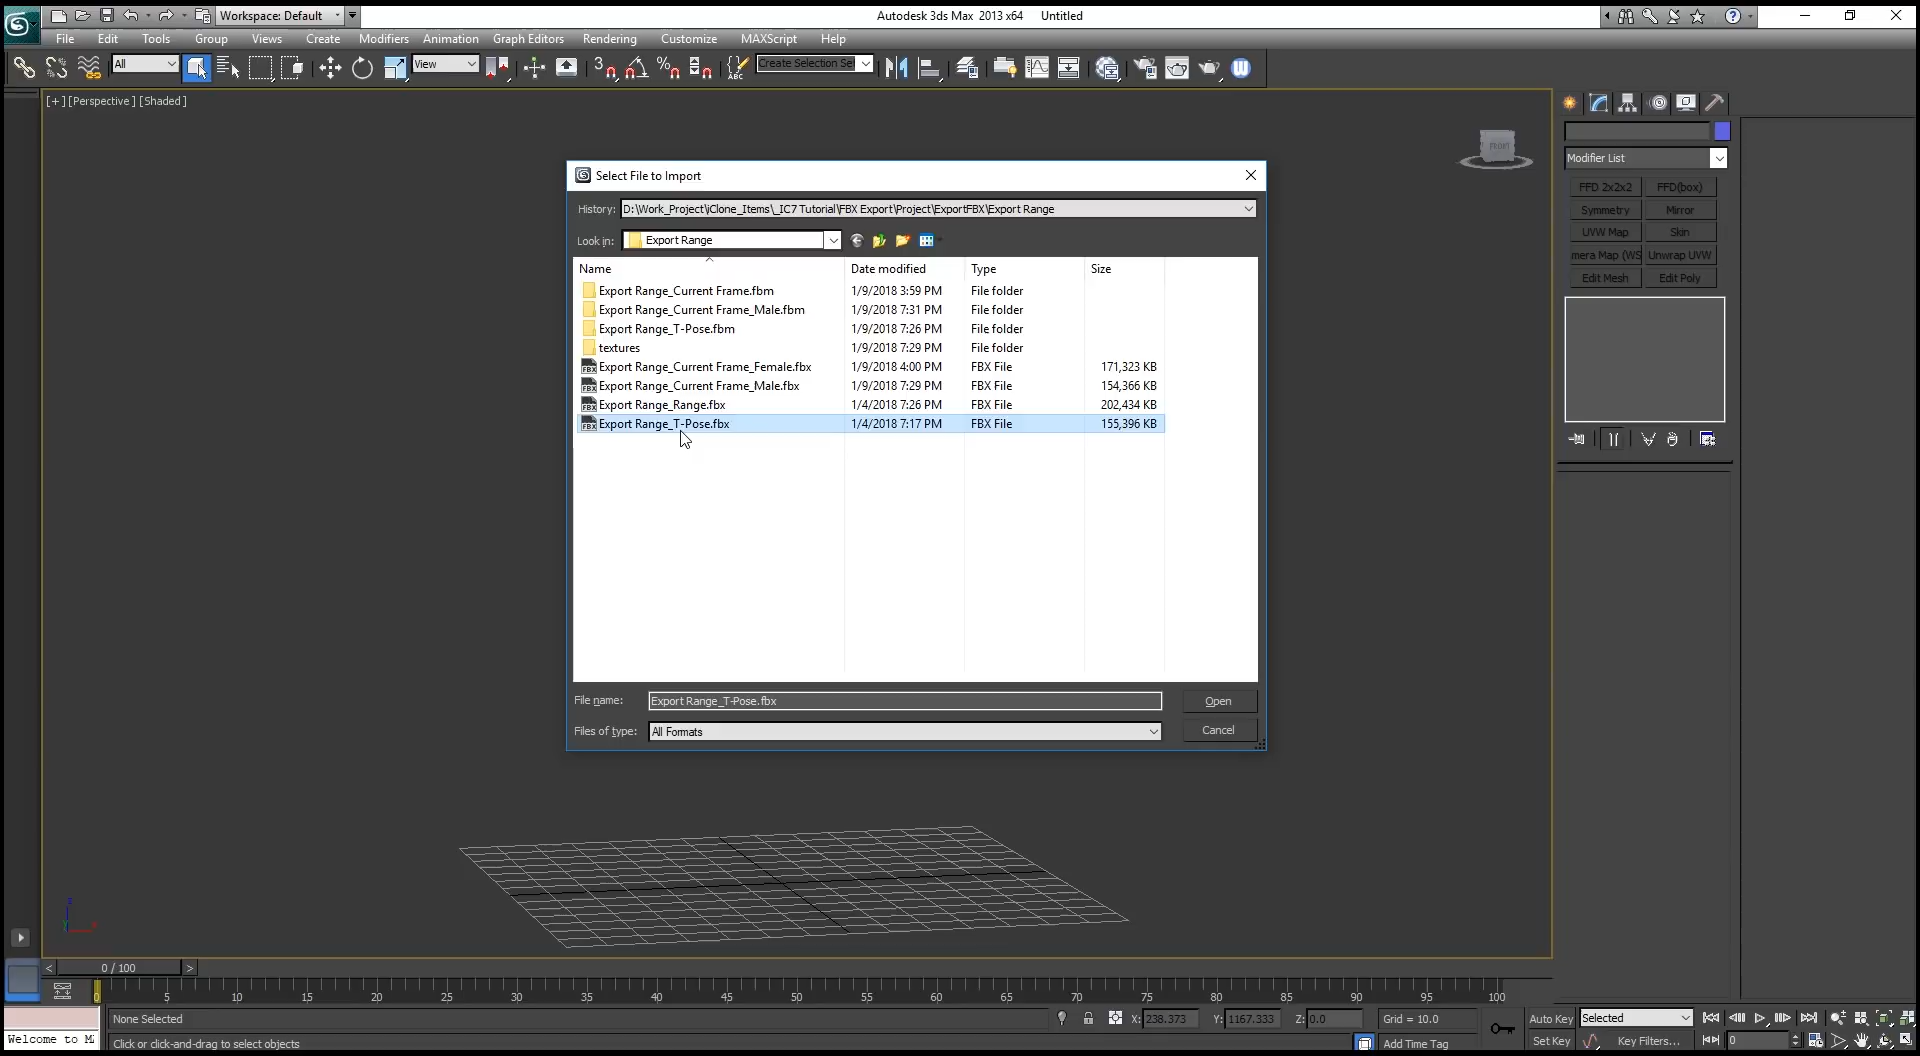 Workspace: Default
Autodesk 3ds Max 2013 x64 Untitled
File Edit Tools Group Views Create Modifiers Animation Graph Editors Rendering Customize MAXScript Help
All View Create Selection Se
[+] [Perspective ] [Shaded ]
FRONT
Modifier List
FFD 2x2x2 FFD(box)
Symmetry Mirror
UVW Map Skin
mera Map (WS Unwrap UVW
Edit Mesh Edit Poly
Select File to Import
History: D:\Work_Project\iClone_Items\_IC7 Tutorial\FBX Export\Project\ExportFBX\Export Range
Look in: Export Range
Name Date modified Type Size
Export Range_Current Frame.fbm 1/9/2018 3:59 PM File folder
Export Range_Current Frame_Male.fbm 1/9/2018 7:31 PM File folder
Export Range_T-Pose.fbm 1/9/2018 7:26 PM File folder
textures 1/9/2018 7:29 PM File folder
Export Range_Current Frame_Female.fbx 1/9/2018 4:00 PM FBX File 171,323 KB
Export Range_Current Frame_Male.fbx 1/9/2018 7:29 PM FBX File 154,366 KB
Export Range_Range.fbx 1/4/2018 7:26 PM FBX File 202,434 KB
Export Range_T-Pose.fbx 1/4/2018 7:17 PM FBX File 155,396 KB
File name: Export Range_T-Pose.fbx Open
Files of type: All Formats Cancel
< 0 / 100 >
0 5 10 15 20 25 30 35 40 45 50 55 60 65 70 75 80 85 90 95 100
None Selected X: 238.373 Y: 1167.333 Z: 0.0 Grid = 10.0 Auto Key Selected
Welcome to M Click or click-and-drag to select objects Add Time Tag Set Key Key Filters... 0